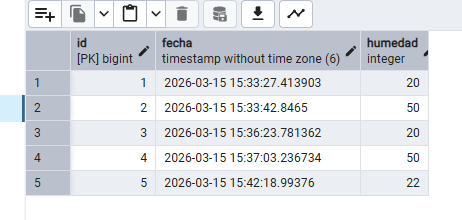 id fecha humedad
[PK] bigint timestamp without time zone (6) integer
1 1 2026-03-15 15:33:27.413903 20
2 2 2026-03-15 15:33:42.8465 50
3 3 2026-03-15 15:36:23.781362 20
4 4 2026-03-15 15:37:03.236734 50
5 5 2026-03-15 15:42:18.99376 22